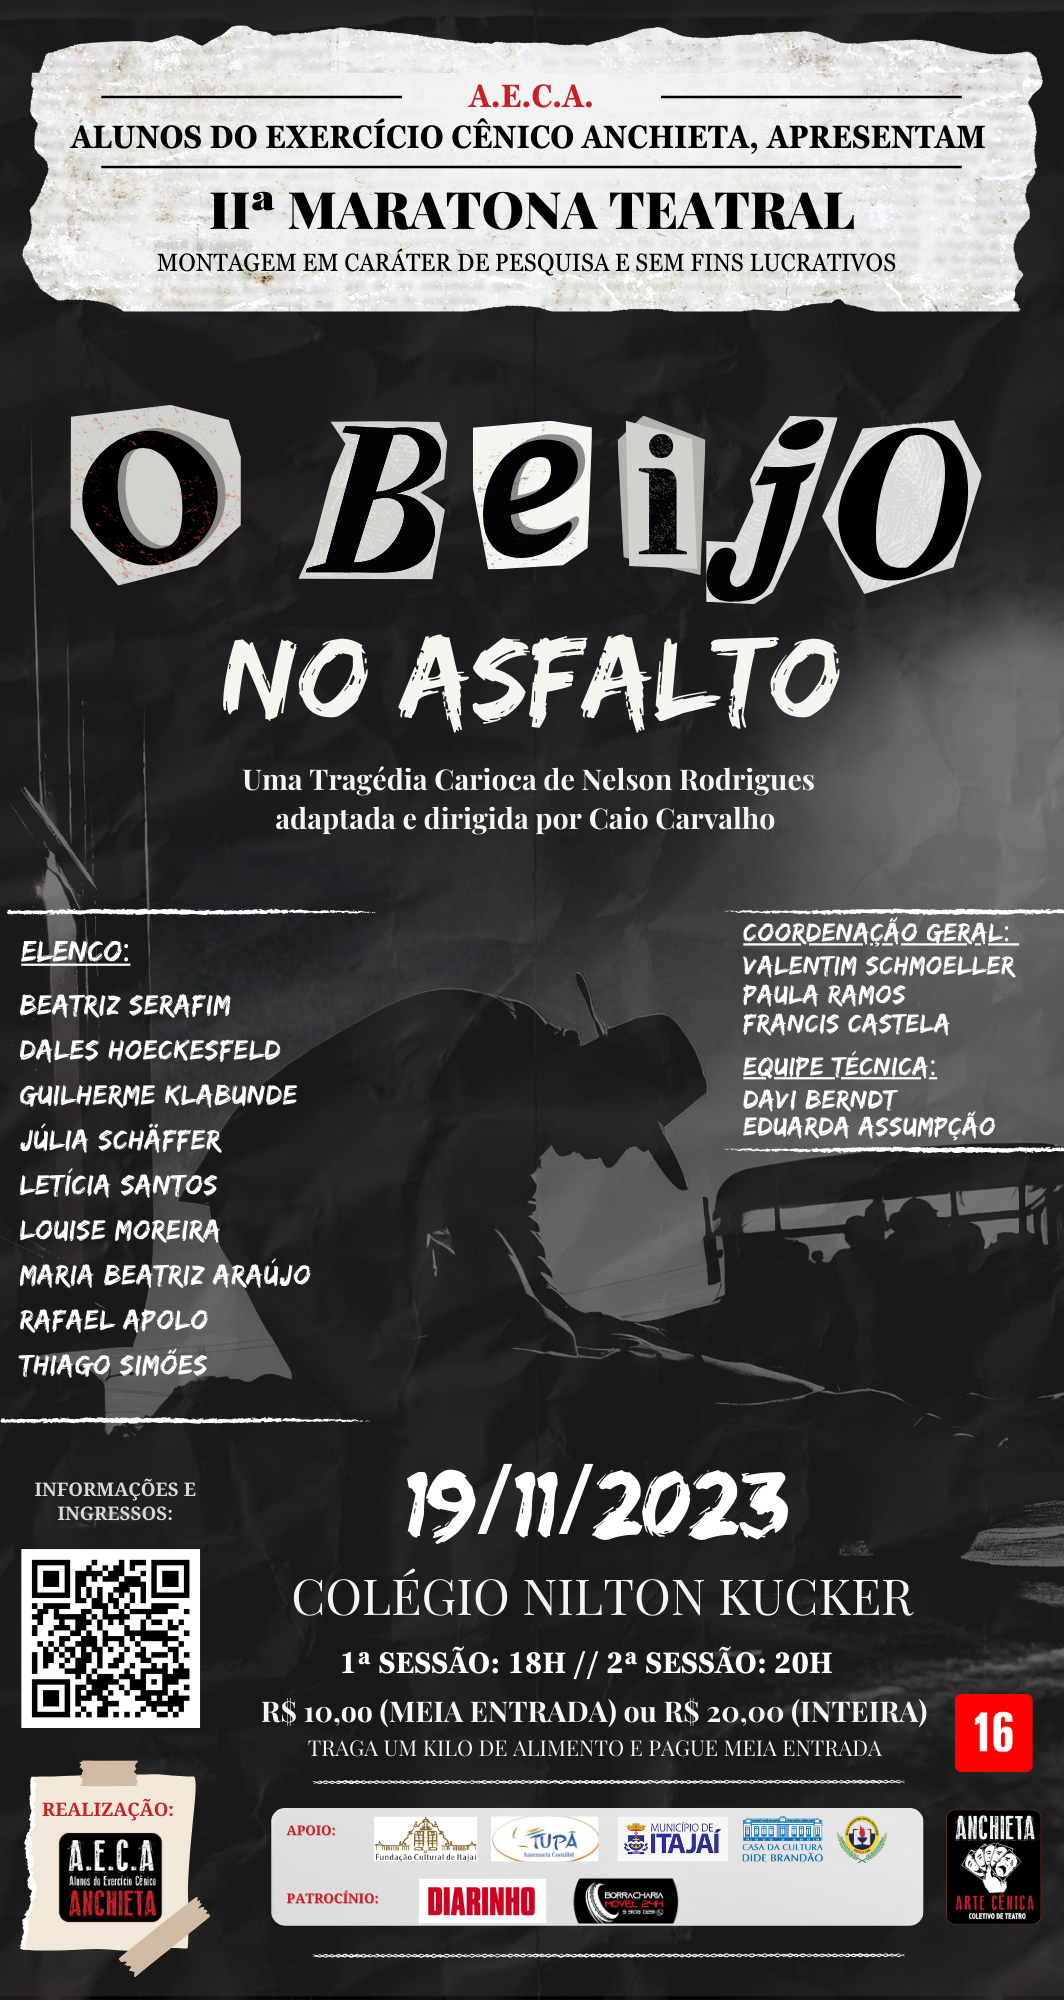 A.E.C.A.
ALUNOS DO EXERCÍCIO CÊNICO ANCHIETA, APRESENTAM
IIª MARATONA TEATRAL
MONTAGEM EM CARÁTER DE PESQUISA E SEM FINS LUCRATIVOS
O BeijO
NO ASFALTO
Uma Tragédia Carioca de Nelson Rodrigues
adaptada e dirigida por Caio Carvalho
ELENCO:
BEATRIZ SERAFIM
DALES HOECKESFELD
GUILHERME KLABUNDE
JÚLIA SCHÄFFER
LETÍCIA SANTOS
LOUISE MOREIRA
MARIA BEATRIZ ARAÚJO
RAFAEL APOLO
THIAGO SIMÕES
COORDENAÇÃO GERAL:
VALENTIM SCHMOELLER
PAULA RAMOS
FRANCIS CASTELA
EQUIPE TÉCNICA:
DAVI BERNDT
EDUARDA ASSUMPÇÃO
INFORMAÇÕES E
INGRESSOS:
19/11/2023
COLÉGIO NILTON KUCKER
1ª SESSÃO: 18H // 2ª SESSÃO: 20H
R$ 10,00 (MEIA ENTRADA) ou R$ 20,00 (INTEIRA)
TRAGA UM KILO DE ALIMENTO E PAGUE MEIA ENTRADA
16
REALIZAÇÃO:
A.E.C.A
Alunos do Exercício Cênico
ANCHIETA
APOIO:
Fundação Cultural de Itajaí
TUPÃ
Assessoria Contábil
MUNICÍPIO DE
ITAJAÍ
CASA DA CULTURA
DIDE BRANDÃO
PATROCÍNIO:
DIARINHO
BORRACHARIA
MÓVEL 24H
ANCHIETA
ARTE CÊNICA
COLETIVO DE TEATRO